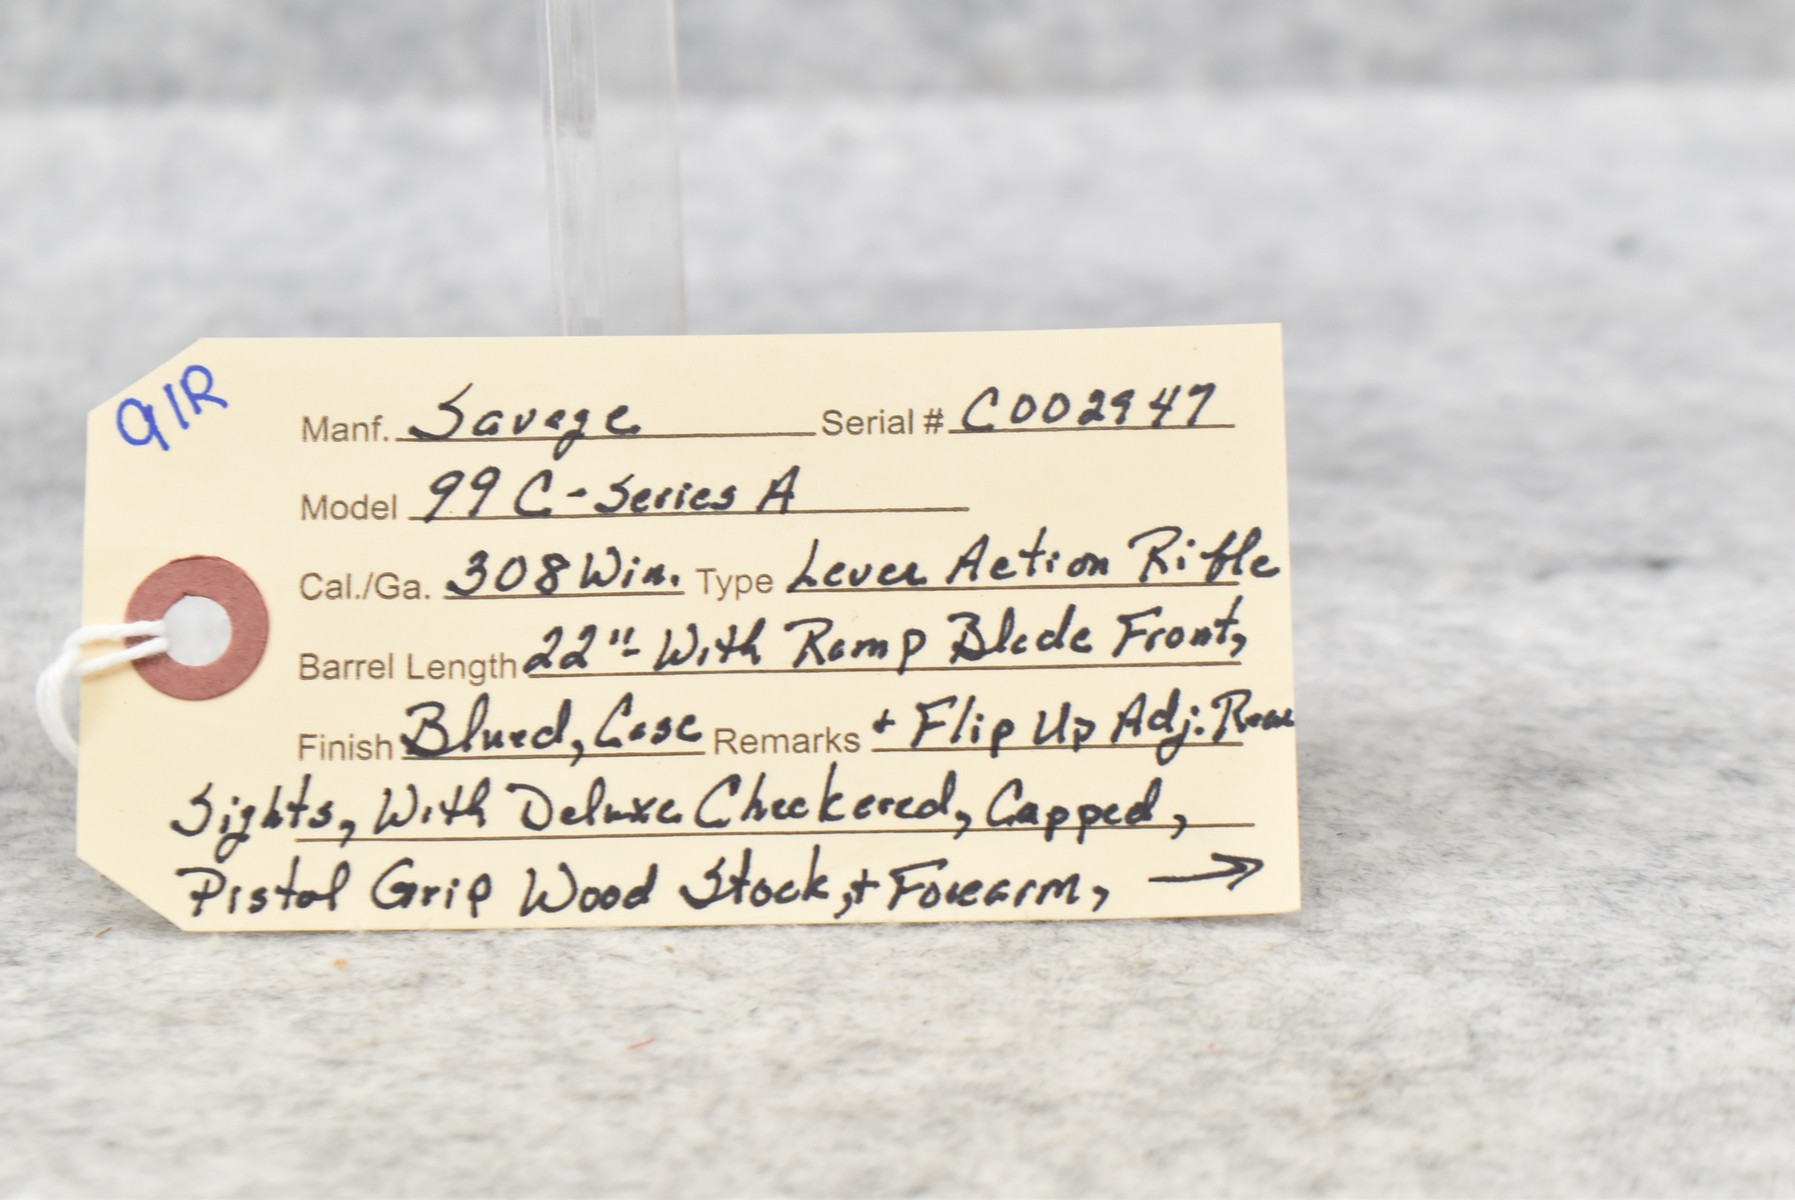 91R
Manf. Savage Serial # C002947
Model 99 C-Series A
Cal./Ga. 308 Win. Type Lever Action Rifle
Barrel Length 22"- With Ramp Blade Front,
Finish Blued, Case Remarks + Flip Up Adj. Rear
Sights, With Deluxe Checkered, Capped,
Pistol Grip Wood Stock, + Forearm, →